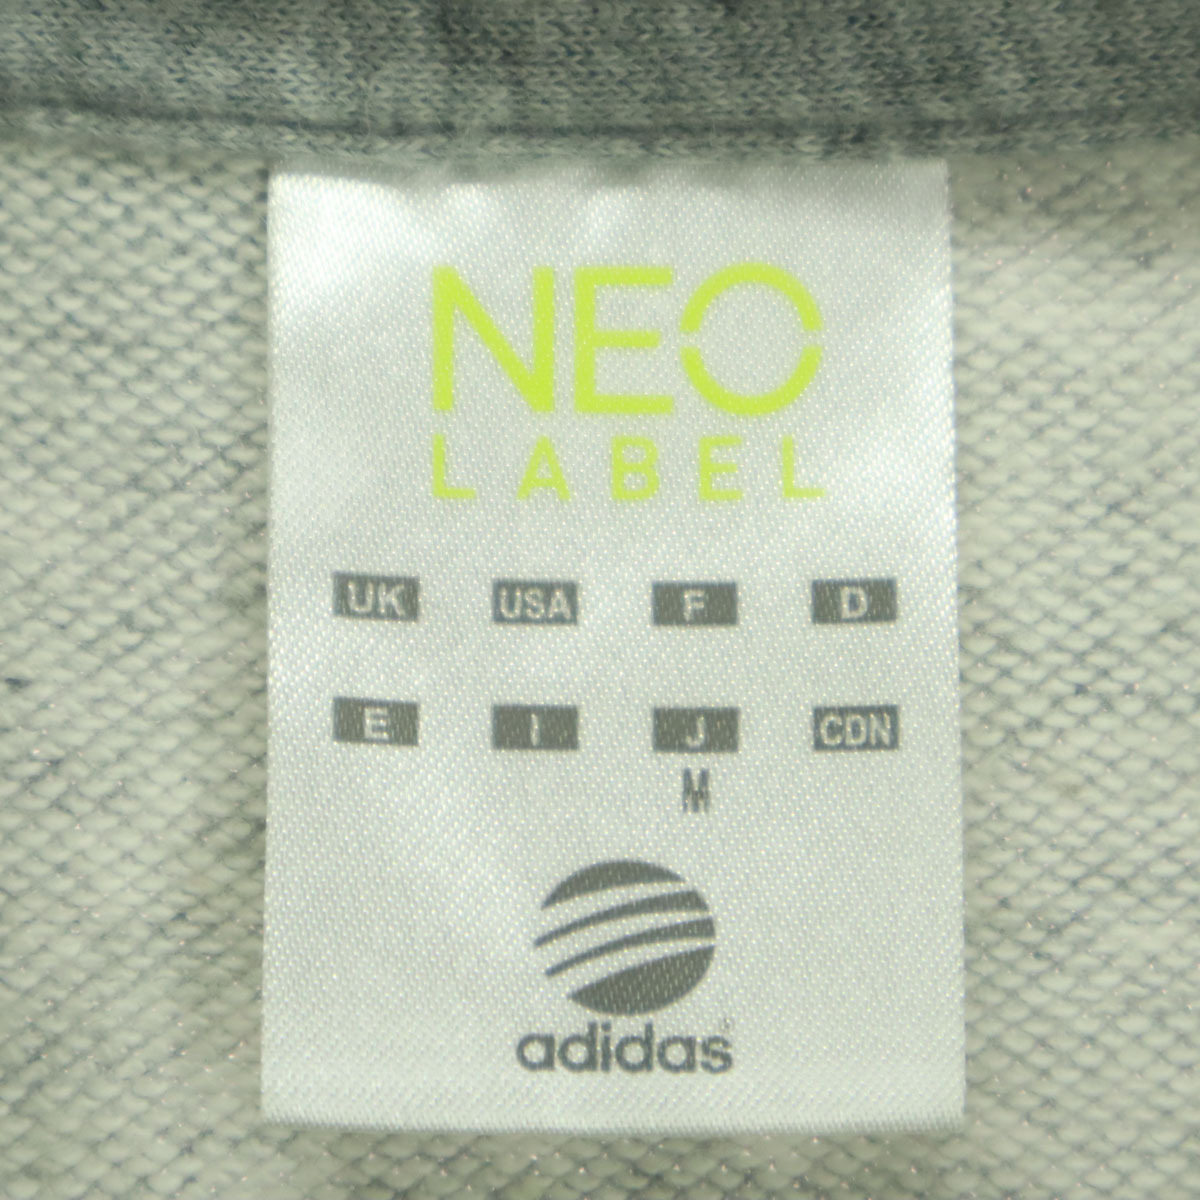 NEO
LABEL
UK USA F D
E I J CDN
M
adidas